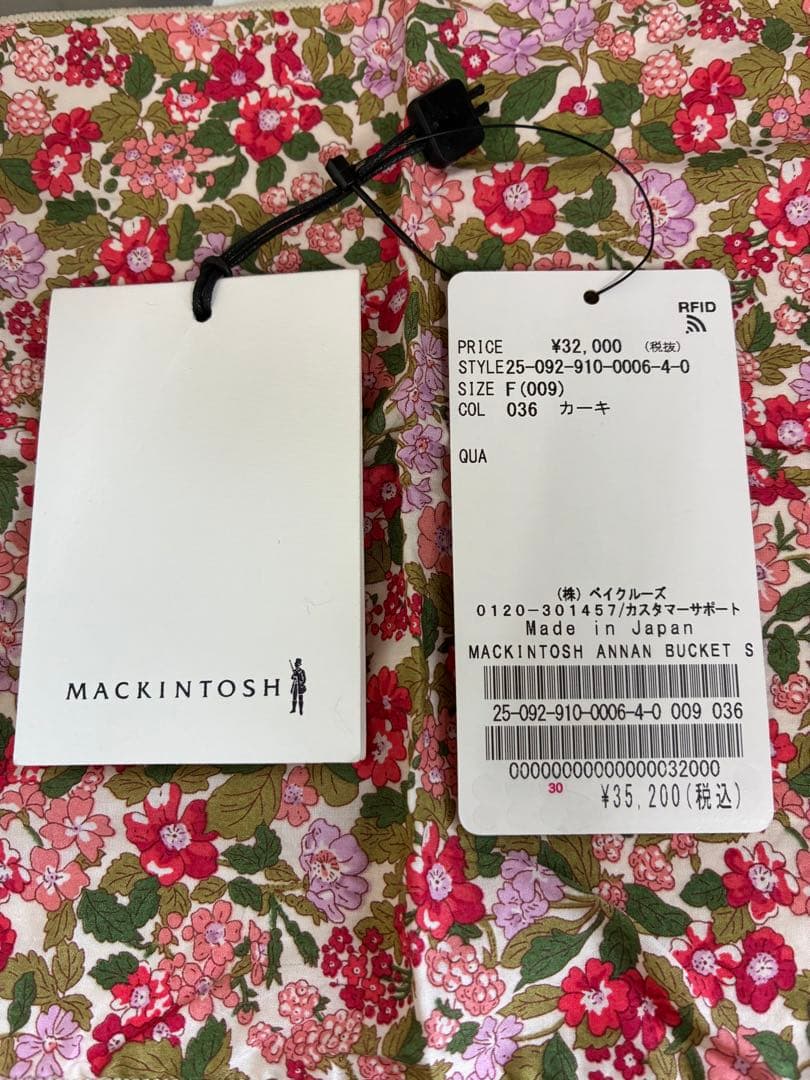 MACKINTOSH
RFID
PRICE ¥32,000 (税抜)
STYLE 25-092-910-0006-4-0
SIZE F(009)
COL 036 カーキ
QUA
(株) ベイクルーズ
0120-301457/カスタマーサポート
Made in Japan
MACKINTOSH ANNAN BUCKET S
25-092-910-0006-4-0 009 036
00000000000000032000
30
¥35,200(税込)